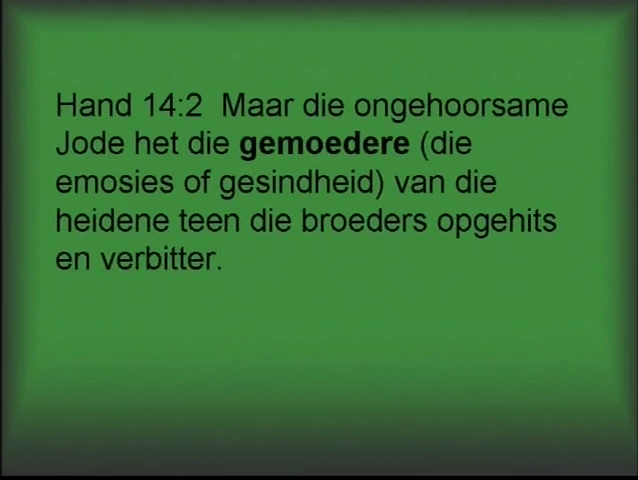 Hand 14:2  Maar die ongehoorsame
Jode het die gemoedere (die
emosies of gesindheid) van die
heidene teen die broeders opgehits
en verbitter.